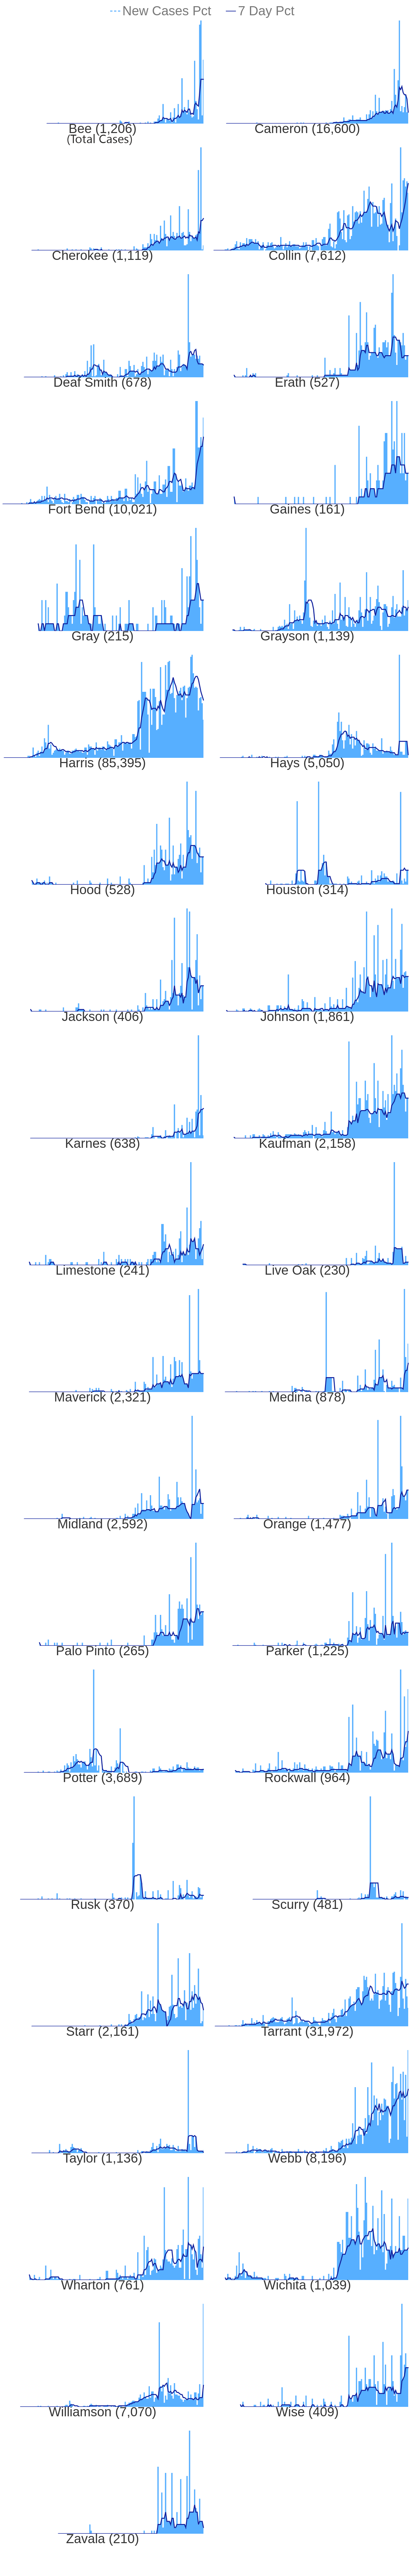 New Cases Pct 7 Day Pct
Bee (1,206) Cameron (16,600)
(Total Cases)
Cherokee (1,119) Collin (7,612)
Deaf Smith (678) Erath (527)
Fort Bend (10,021) Gaines (161)
Gray (215) Grayson (1,139)
Harris (85,395) Hays (5,050)
Hood (528) Houston (314)
Jackson (406) Johnson (1,861)
Karnes (638) Kaufman (2,158)
Limestone (241) Live Oak (230)
Maverick (2,321) Medina (878)
Midland (2,592) Orange (1,477)
Palo Pinto (265) Parker (1,225)
Potter (3,689) Rockwall (964)
Rusk (370) Scurry (481)
Starr (2,161) Tarrant (31,972)
Taylor (1,136) Webb (8,196)
Wharton (761) Wichita (1,039)
Williamson (7,070) Wise (409)
Zavala (210)